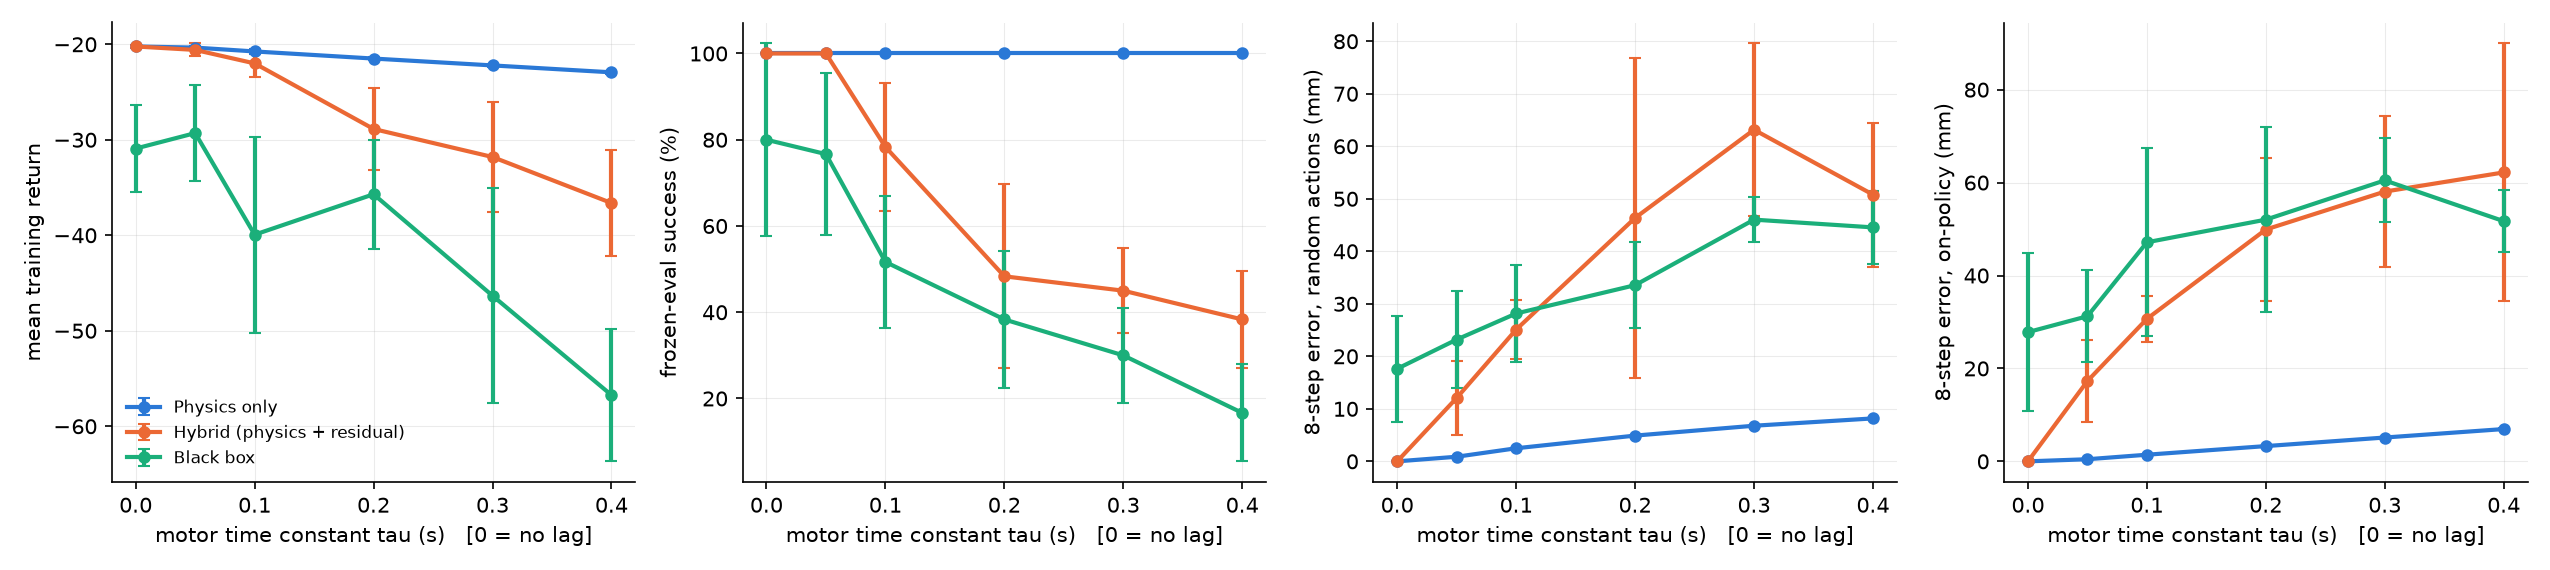 mean training return
−20
−30
−40
−50
−60
Physics only
Hybrid (physics + residual)
Black box
0.0 0.1 0.2 0.3 0.4
motor time constant tau (s) [0 = no lag]
frozen-eval success (%)
100
80
60
40
20
0.0 0.1 0.2 0.3 0.4
motor time constant tau (s) [0 = no lag]
8-step error, random actions (mm)
80
70
60
50
40
30
20
10
0
0.0 0.1 0.2 0.3 0.4
motor time constant tau (s) [0 = no lag]
8-step error, on-policy (mm)
80
60
40
20
0
0.0 0.1 0.2 0.3 0.4
motor time constant tau (s) [0 = no lag]